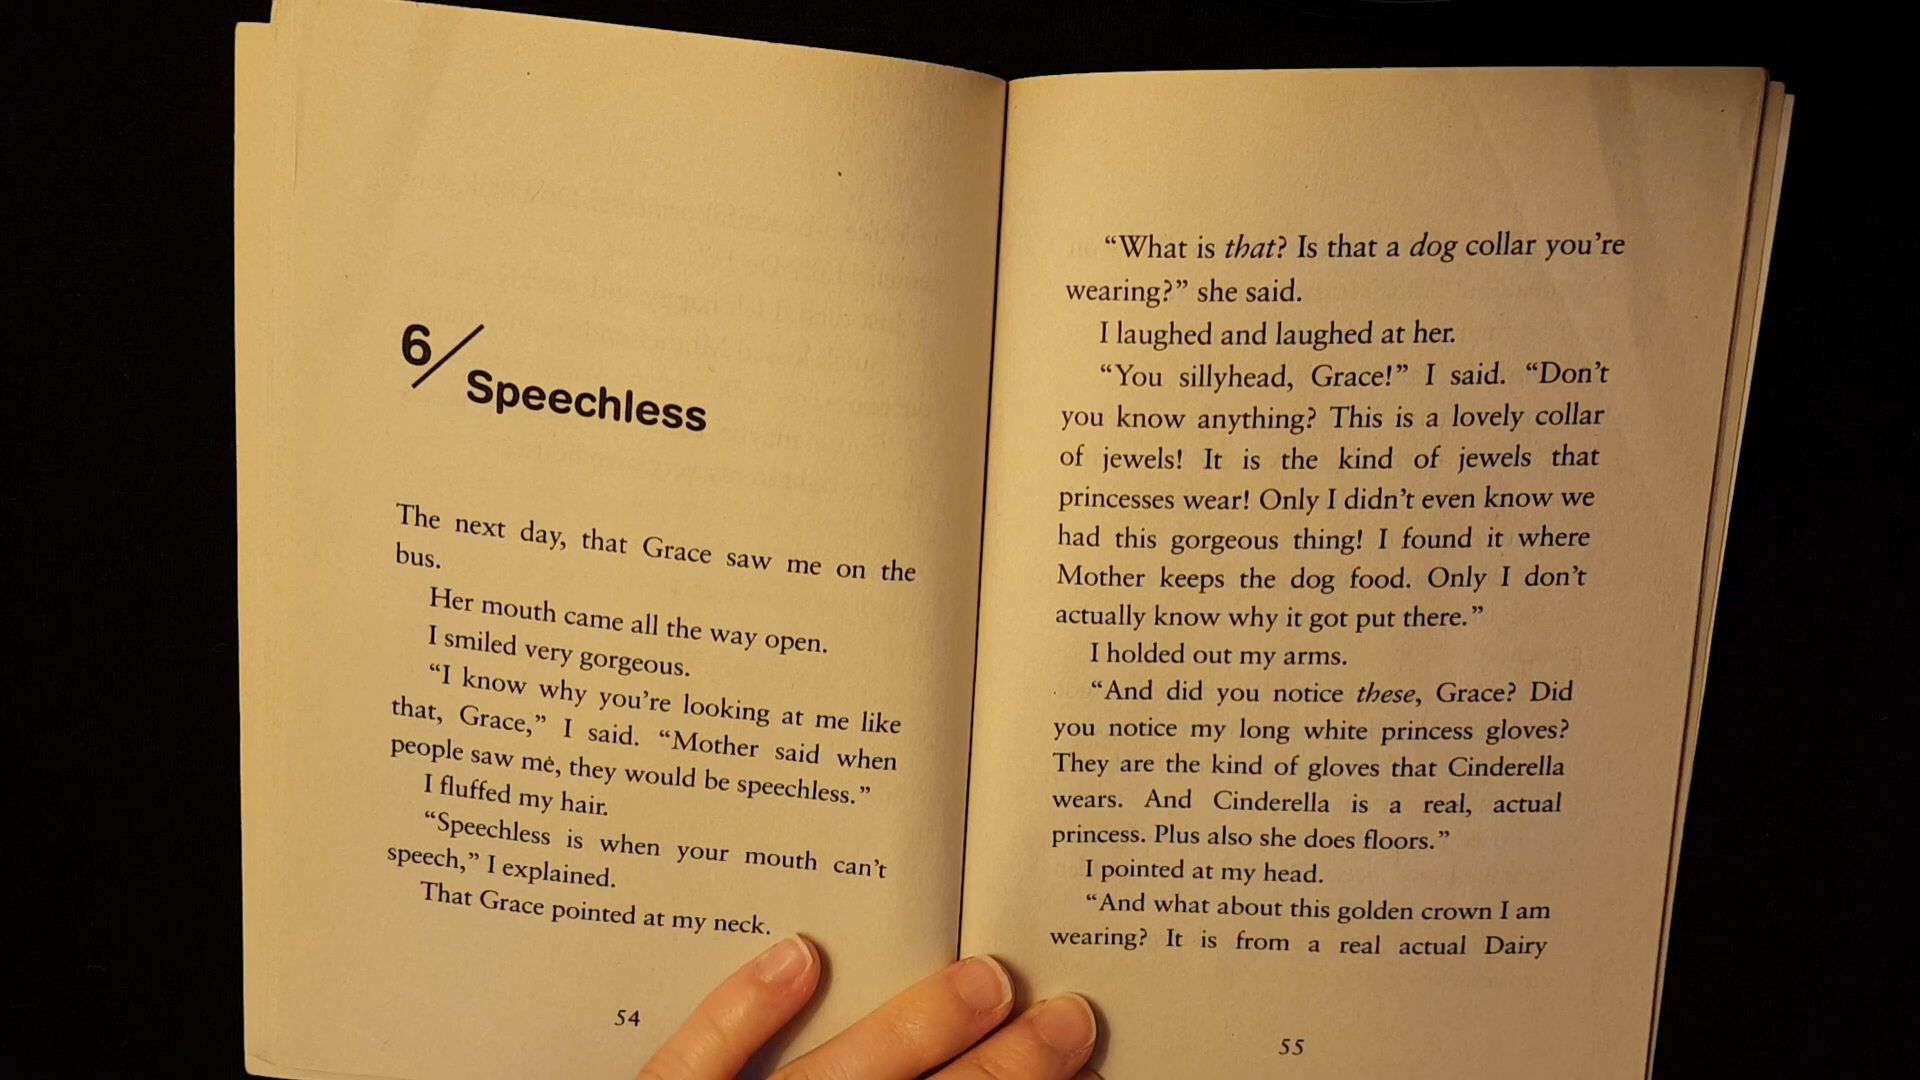 6/
Speechless
The next day, that Grace saw me on the
bus.
Her mouth came all the way open.
I smiled very gorgeous.
“I know why you’re looking at me like
that, Grace,” I said. “Mother said when
people saw me, they would be speechless.”
I fluffed my hair.
“Speechless is when your mouth can’t
speech,” I explained.
That Grace pointed at my neck.
54
“What is that? Is that a dog collar you’re
wearing?” she said.
I laughed and laughed at her.
“You sillyhead, Grace!” I said. “Don’t
you know anything? This is a lovely collar
of jewels! It is the kind of jewels that
princesses wear! Only I didn’t even know we
had this gorgeous thing! I found it where
Mother keeps the dog food. Only I don’t
actually know why it got put there.”
I holded out my arms.
“And did you notice these, Grace? Did
you notice my long white princess gloves?
They are the kind of gloves that Cinderella
wears. And Cinderella is a real, actual
princess. Plus also she does floors.”
I pointed at my head.
“And what about this golden crown I am
wearing? It is from a real actual Dairy
55